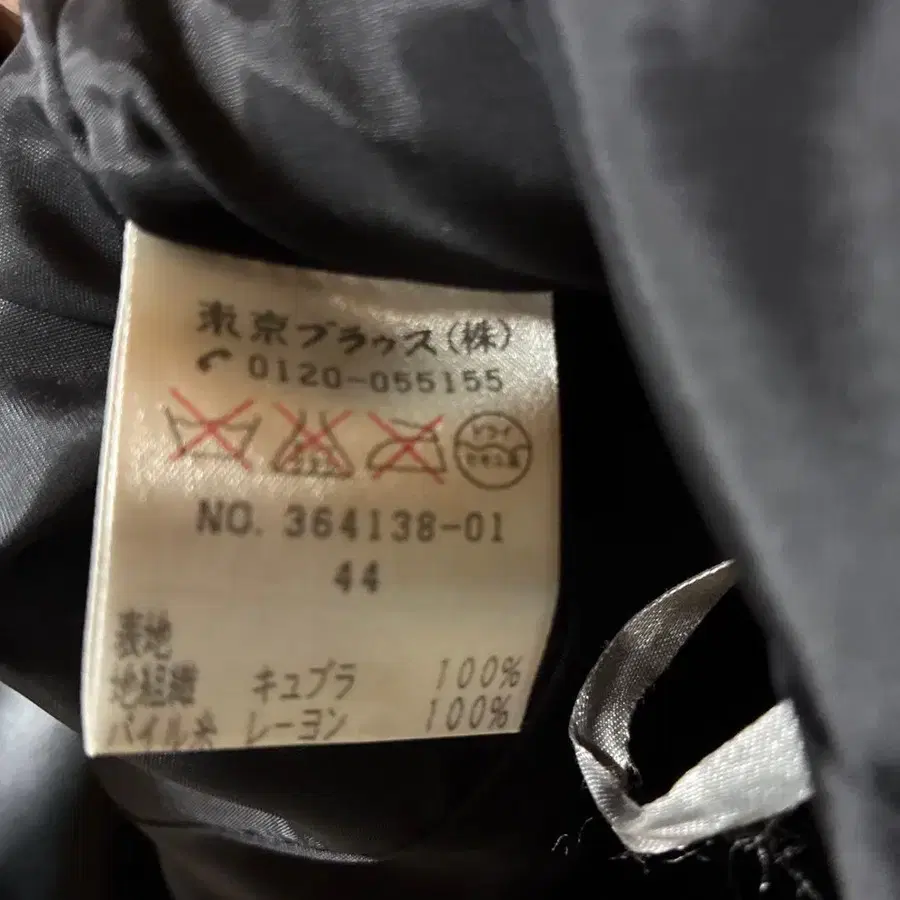 東京ブラウス(株)
0120-055155
ドライ
NO. 364138-01
44
表地
地組織 キュプラ 100%
パイル糸 レーヨン 100%